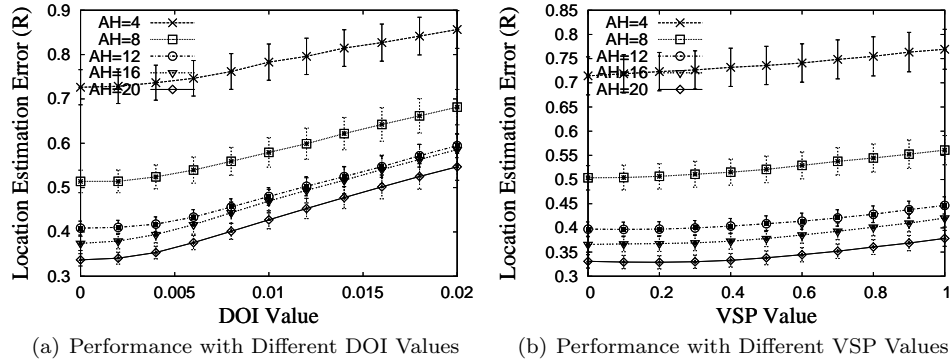 Location Estimation Error (R)
0.9
0.8
0.7
0.6
0.5
0.4
0.3
AH=4
AH=8
AH=12
AH=16
AH=20
0 0.005 0.01 0.015 0.02
DOI Value
(a) Performance with Different DOI Values
Location Estimation Error (R)
0.85
0.8
0.75
0.7
0.65
0.6
0.55
0.5
0.45
0.4
0.35
0.3
AH=4
AH=8
AH=12
AH=16
AH=20
0 0.2 0.4 0.6 0.8 1
VSP Value
(b) Performance with Different VSP Values